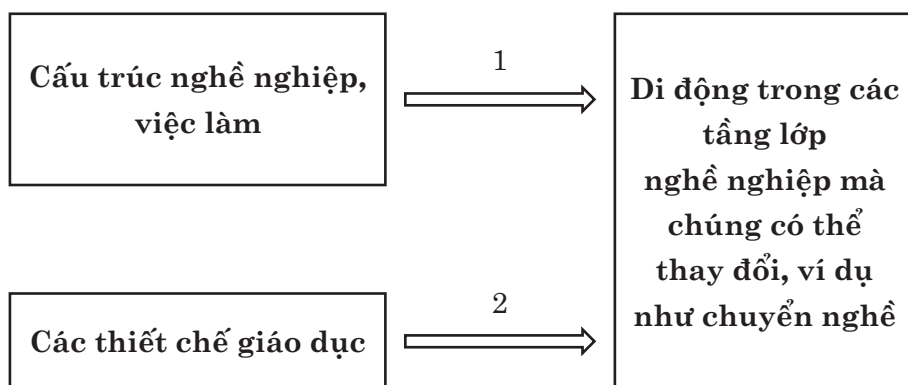 Cấu trúc nghề nghiệp,
việc làm
1
Di động trong các
tầng lớp
nghề nghiệp mà
chúng có thể
thay đổi, ví dụ
như chuyển nghề
Các thiết chế giáo dục
2